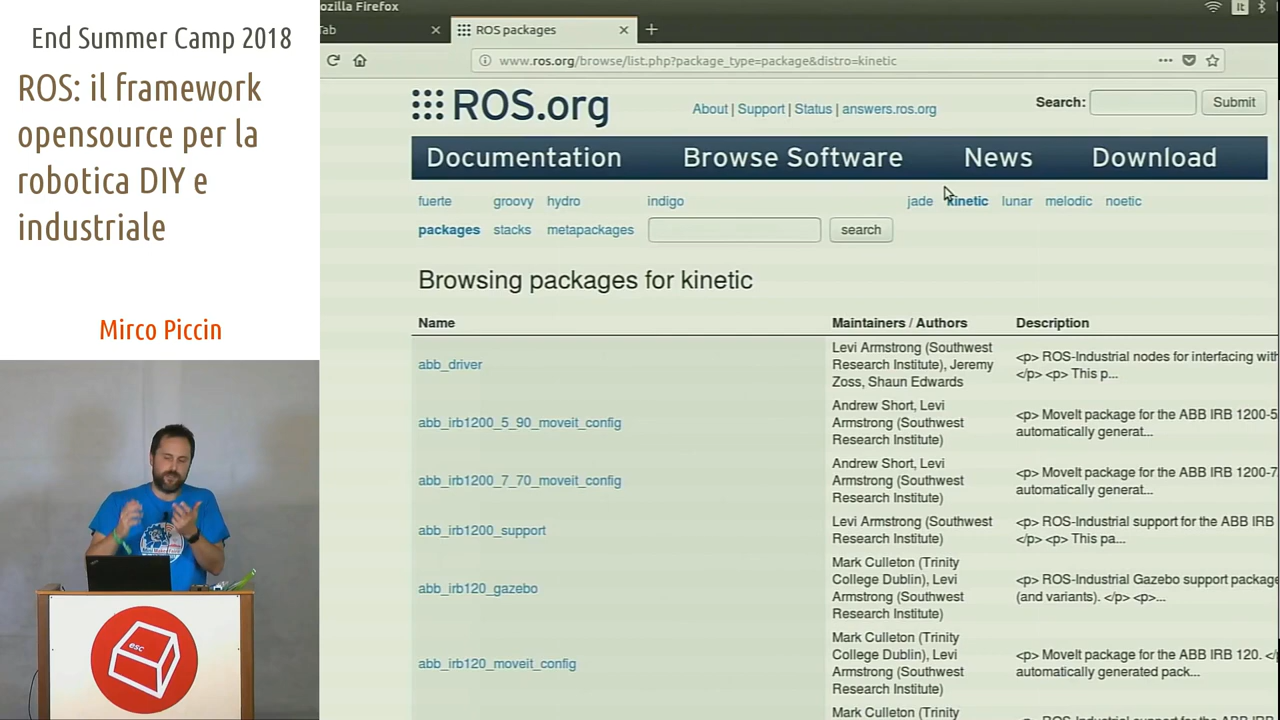 End Summer Camp 2018
ROS: il framework
opensource per la
robotica DIY e
industriale
Mirco Piccin
esc
ozilla Firefox
It
Tab
ROS packages
www.ros.org/browse/list.php?package_type=package&distro=kinetic
ROS.org
About | Support | Status | answers.ros.org
Search:
Submit
Documentation
Browse Software
News
Download
fuerte groovy hydro indigo jade kinetic lunar melodic noetic
packages stacks metapackages
search
Browsing packages for kinetic
Name Maintainers / Authors Description
abb_driver
Levi Armstrong (Southwest
Research Institute), Jeremy
Zoss, Shaun Edwards
<p> ROS-Industrial nodes for interfacing with
</p> <p> This p...
abb_irb1200_5_90_moveit_config
Andrew Short, Levi
Armstrong (Southwest
Research Institute)
<p> MoveIt package for the ABB IRB 1200-5
automatically generat...
abb_irb1200_7_70_moveit_config
Andrew Short, Levi
Armstrong (Southwest
Research Institute)
<p> MoveIt package for the ABB IRB 1200-7
automatically generat...
abb_irb1200_support
Levi Armstrong (Southwest
Research Institute)
<p> ROS-Industrial support for the ABB IRB
</p> <p> This pa...
abb_irb120_gazebo
Mark Culleton (Trinity
College Dublin), Levi
Armstrong (Southwest
Research Institute)
<p> ROS-Industrial Gazebo support package
(and variants). </p> <p>...
abb_irb120_moveit_config
Mark Culleton (Trinity
College Dublin), Levi
Armstrong (Southwest
Research Institute)
<p> MoveIt package for the ABB IRB 120. </
automatically generated pack...
Mark Culleton (Trinity